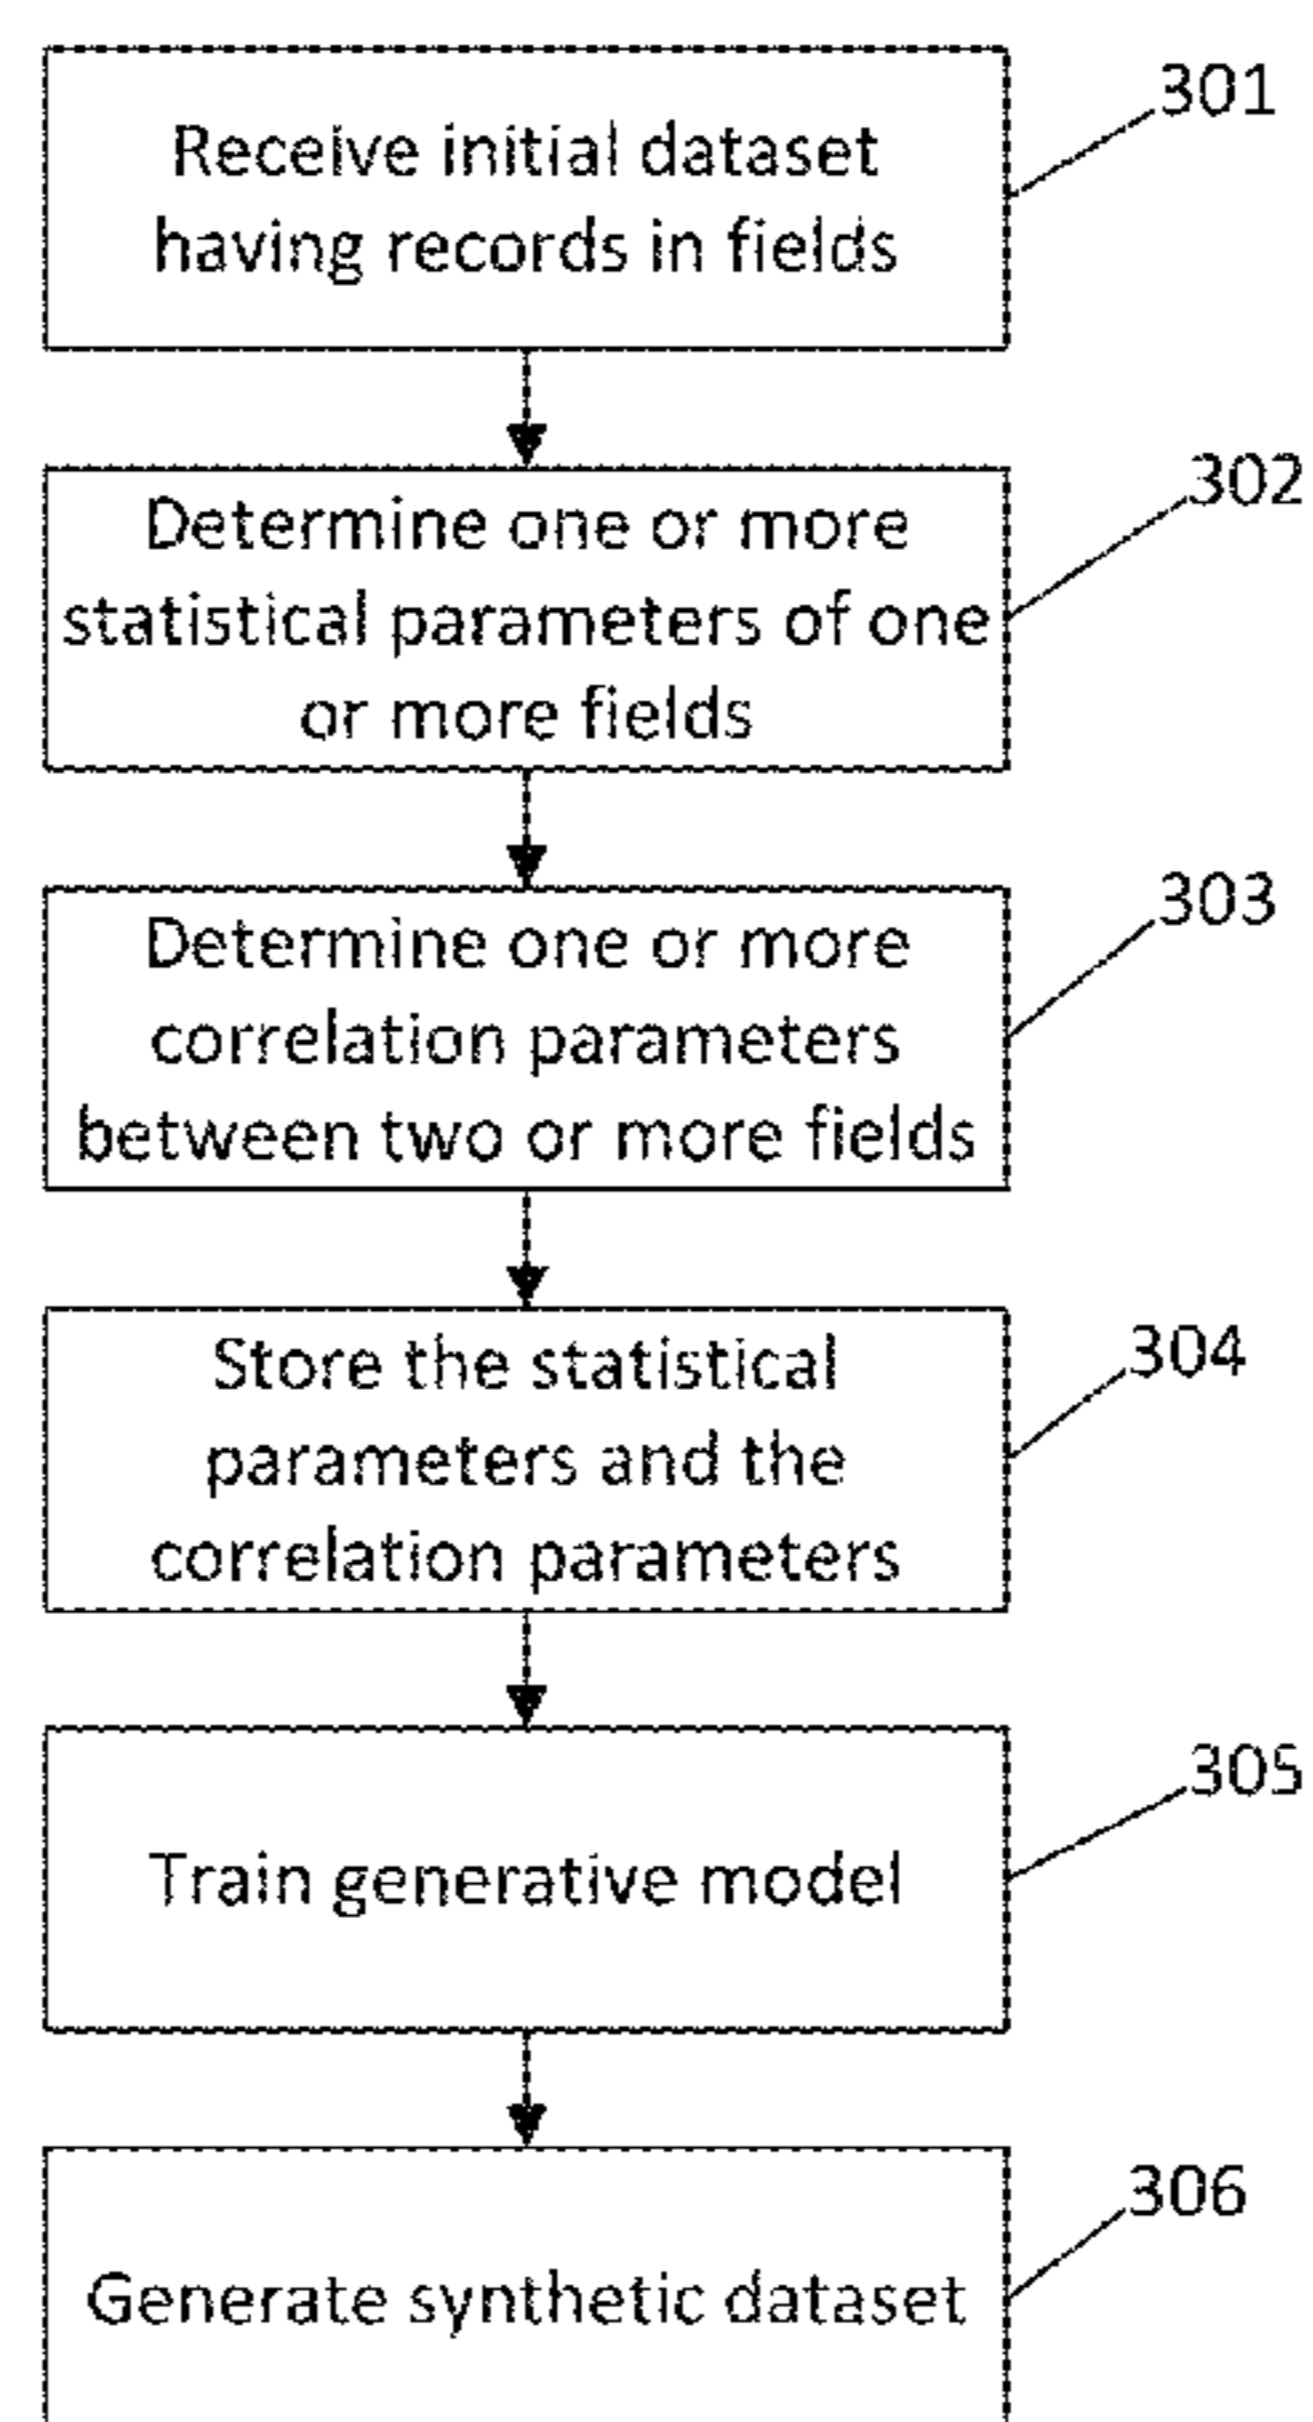 Receive initial dataset
having records in fields
301
Determine one or more
statistical parameters of one
or more fields
302
Determine one or more
correlation parameters
between two or more fields
303
Store the statistical
parameters and the
correlation parameters
304
Train generative model
305
Generate synthetic dataset
306